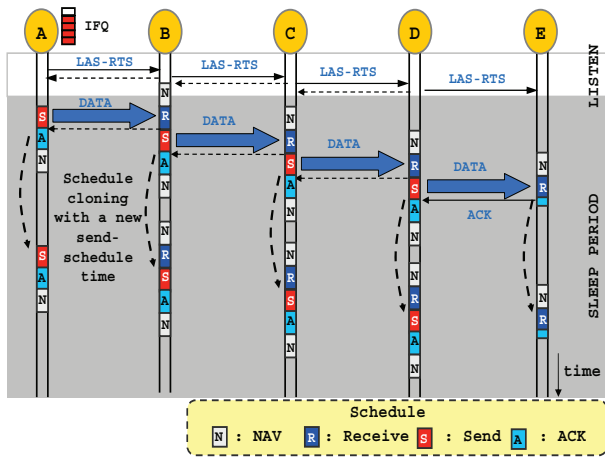 IFQ
A B C D E
LAS-RTS LAS-RTS LAS-RTS LAS-RTS
LISTEN
DATA DATA DATA DATA
ACK
N
S
A
N
S
A
N
N
R
S
A
N
N
R
S
A
N
N
R
S
A
N
N
R
S
A
N
N
R
S
A
N
N
R
S
A
N
N
R
N
R
Schedule
cloning
with a new
send-
schedule
time
SLEEP PERIOD
time
Schedule
N : NAV R : Receive S : Send A : ACK